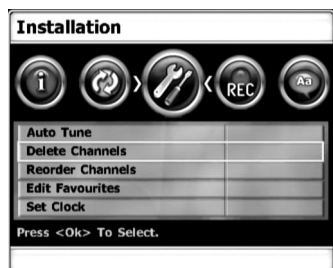 Installation
i
REC
Aa
Auto Tune
Delete Channels
Reorder Channels
Edit Favourites
Set Clock
Press <Ok> To Select.